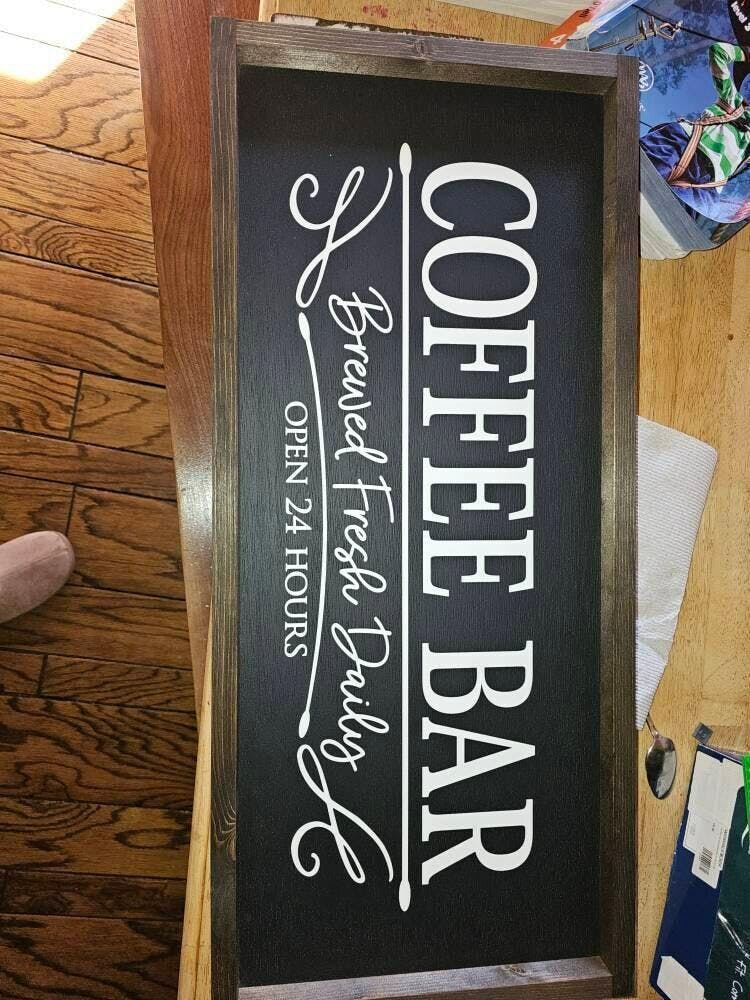 COFFEE BAR
Brewed Fresh Daily
OPEN 24 HOURS